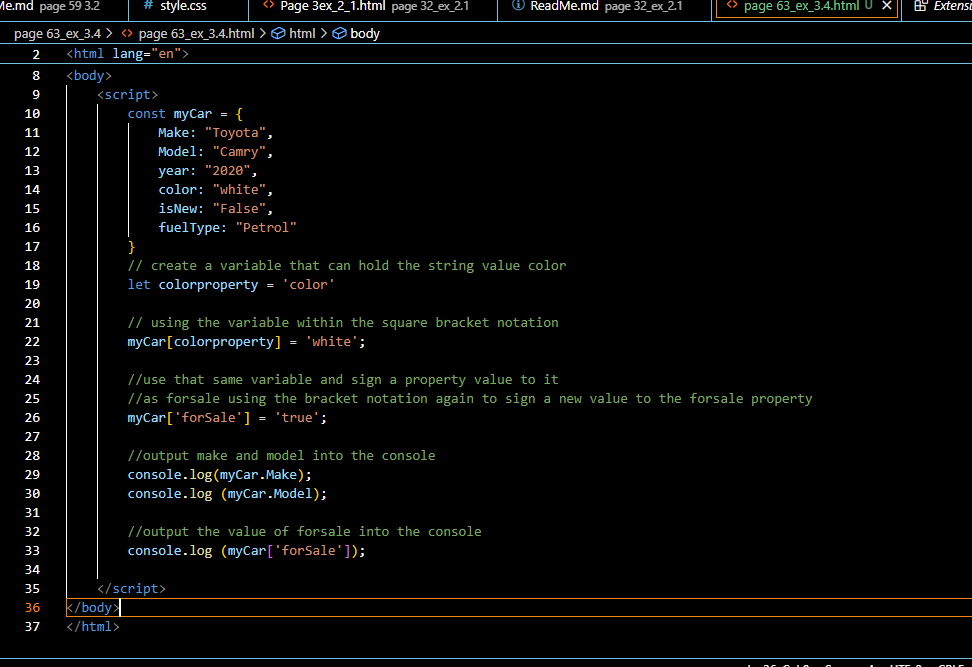 Me.md page 59 3.2 # style.css <> Page 3ex_2_1.html page 32_ex_2.1 ReadMe.md page 32_ex_2.1 <> page 63_ex_3.4.html U
page 63_ex_3.4 > <> page 63_ex_3.4.html > html > body
2 <html lang="en">
8 <body>
9 <script>
10 const myCar = {
11 Make: "Toyota",
12 Model: "Camry",
13 year: "2020",
14 color: "white",
15 isNew: "False",
16 fuelType: "Petrol"
17 }
18 // create a variable that can hold the string value color
19 let colorproperty = 'color'
20
21 // using the variable within the square bracket notation
22 myCar[colorproperty] = 'white';
23
24 //use that same variable and sign a property value to it
25 //as forsale using the bracket notation again to sign a new value to the forsale property
26 myCar['forSale'] = 'true';
27
28 //output make and model into the console
29 console.log(myCar.Make);
30 console.log (myCar.Model);
31
32 //output the value of forsale into the console
33 console.log (myCar['forSale']);
34
35 </script>
36 </body>
37 </html>